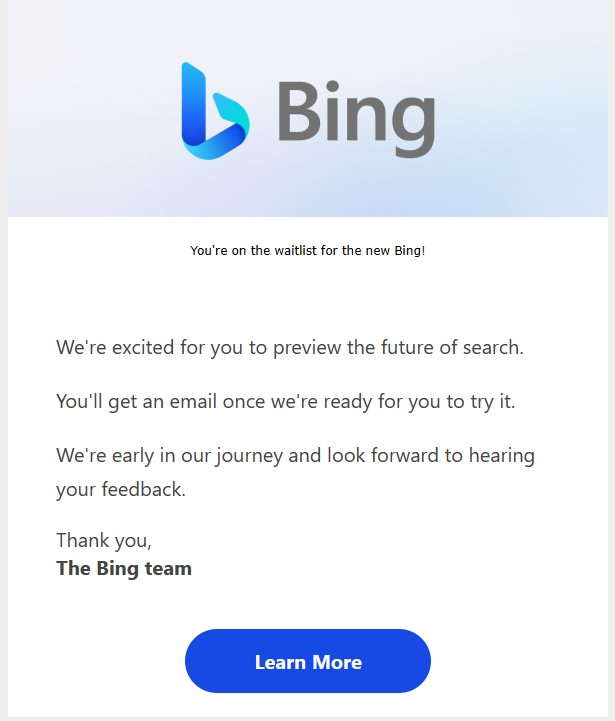 Bing
You're on the waitlist for the new Bing!
We're excited for you to preview the future of search.
You'll get an email once we're ready for you to try it.
We're early in our journey and look forward to hearing
your feedback.
Thank you,
The Bing team
Learn More